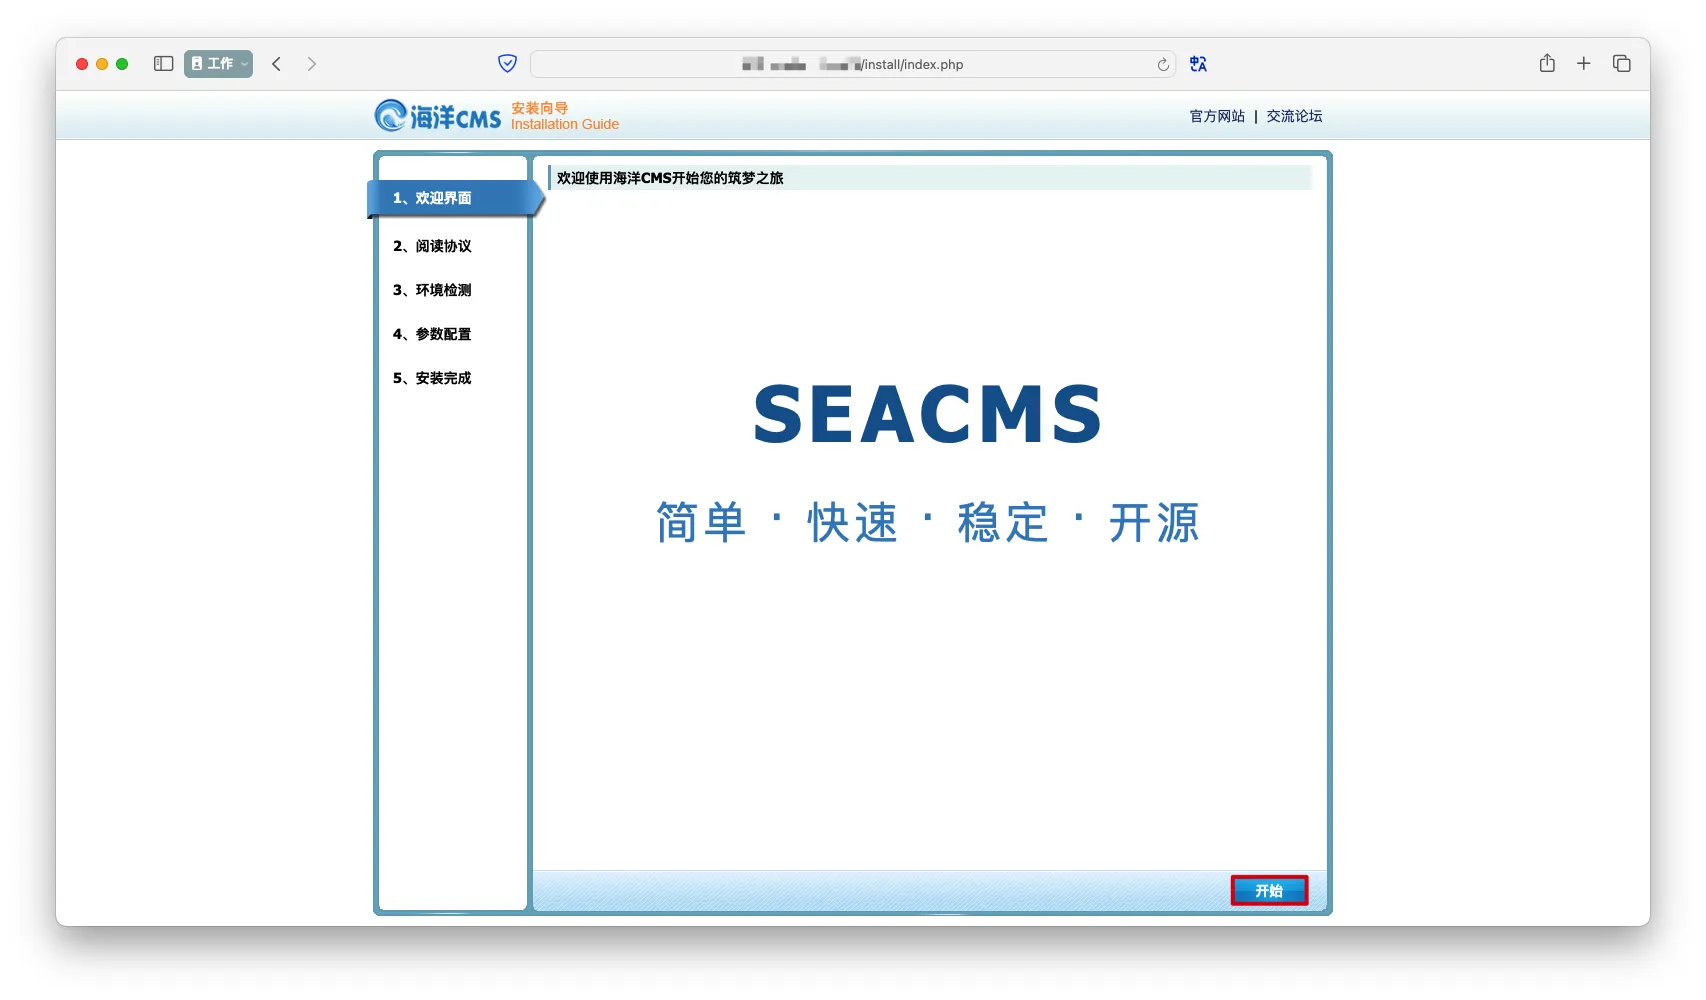 工作
/install/index.php
海洋CMS
安装向导
Installation Guide
官方网站 | 交流论坛
1、欢迎界面
2、阅读协议
3、环境检测
4、参数配置
5、安装完成
欢迎使用海洋CMS开始您的筑梦之旅
SEACMS
简单 · 快速 · 稳定 · 开源
开始